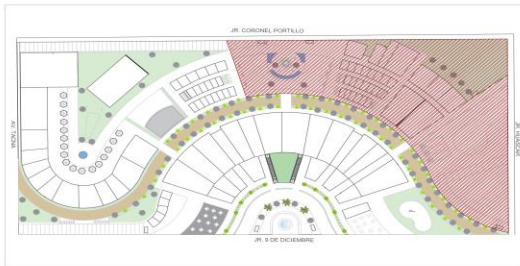 JR. CORONEL PORTILLO
AV. TACNA
JR. HUASCAR
JR. 9 DE DICIEMBRE